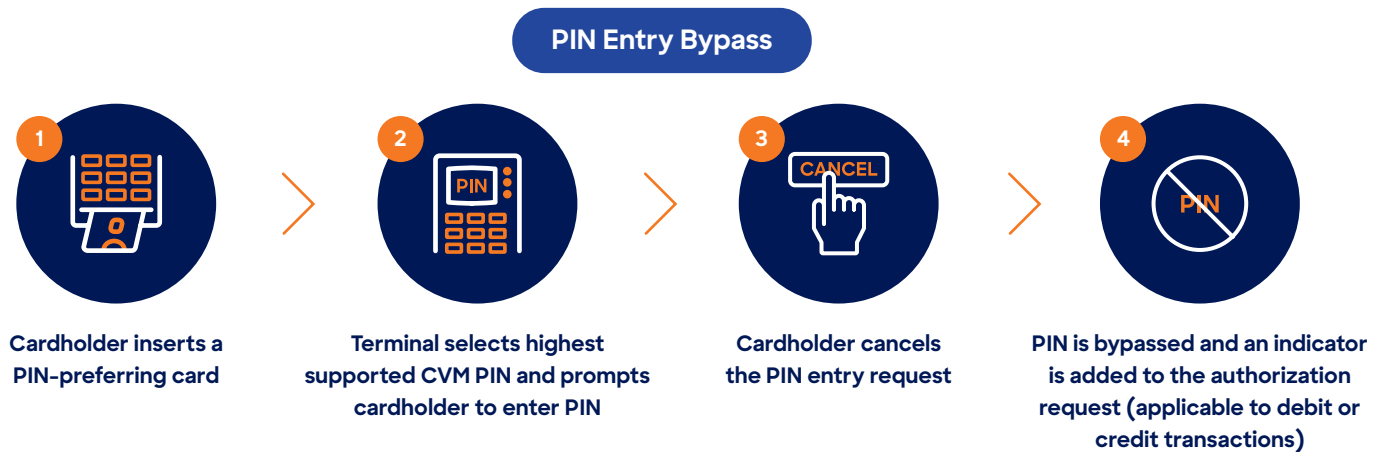 PIN Entry Bypass
1
2
3
4
PIN
CANCEL
PIN
Cardholder inserts a
PIN-preferring card
Terminal selects highest
supported CVM PIN and prompts
cardholder to enter PIN
Cardholder cancels
the PIN entry request
PIN is bypassed and an indicator
is added to the authorization
request (applicable to debit or
credit transactions)